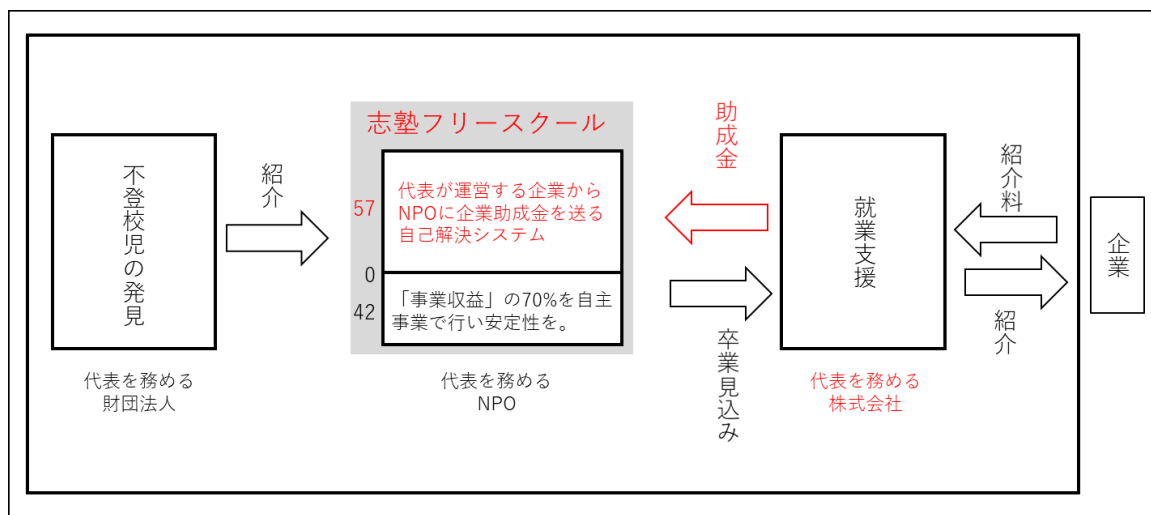 不登校児の発見
代表を務める
財団法人
紹介
志塾フリースクール
57
0
42
代表が運営する企業から
NPOに企業助成金を送る
自己解決システム
「事業収益」の70%を自主
事業で行い安定性を。
代表を務める
NPO
助成金
卒業見込み
就業支援
代表を務める
株式会社
紹介料
紹介
企業